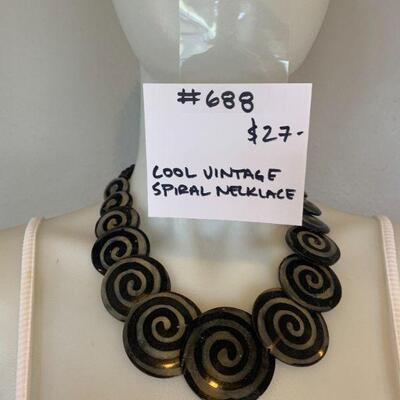 #688
$27-
COOL VINTAGE
SPIRAL NECKLACE